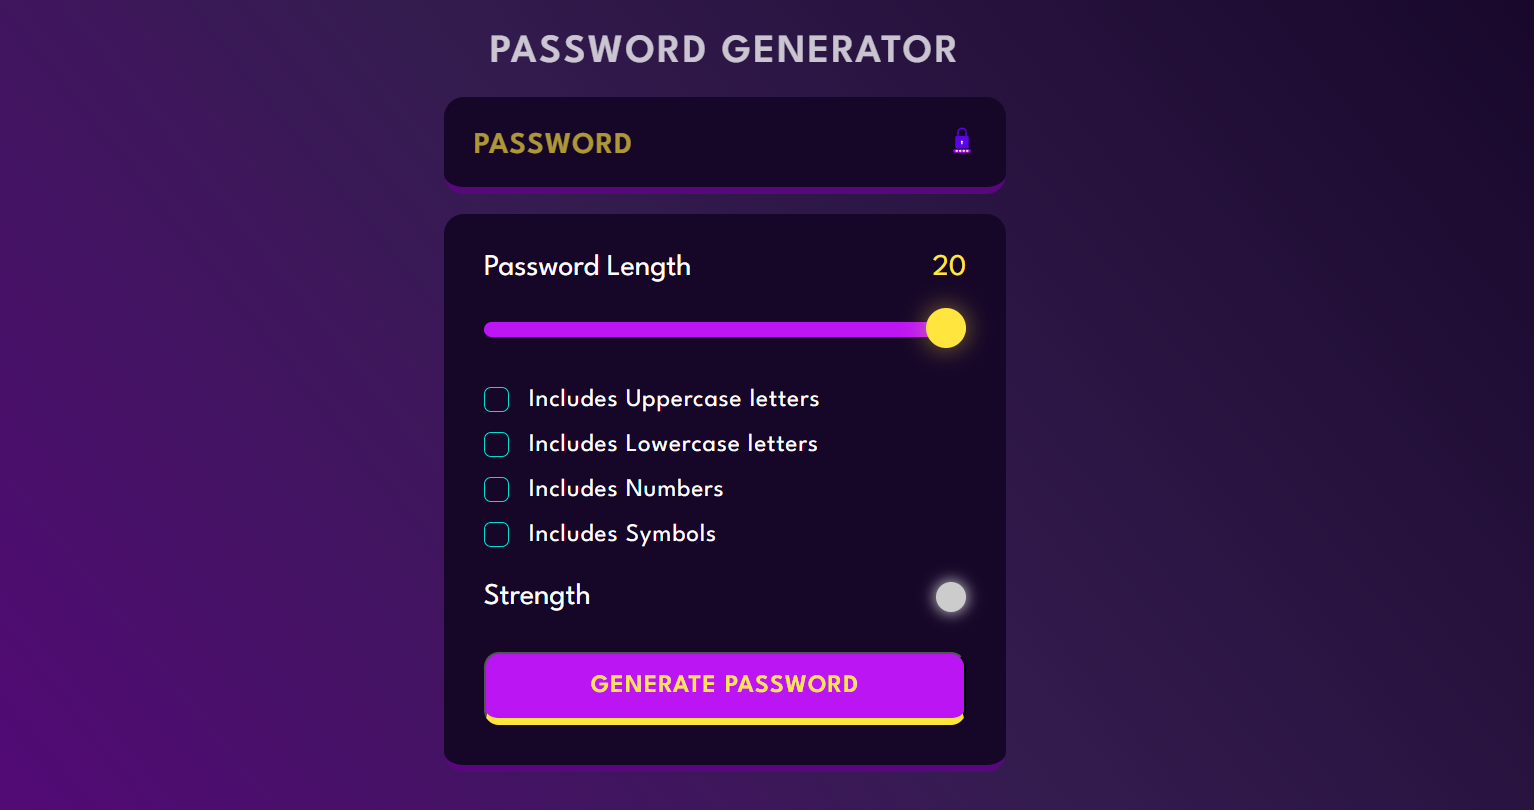 PASSWORD GENERATOR
PASSWORD
Password Length 20
Includes Uppercase letters
Includes Lowercase letters
Includes Numbers
Includes Symbols
Strength
GENERATE PASSWORD